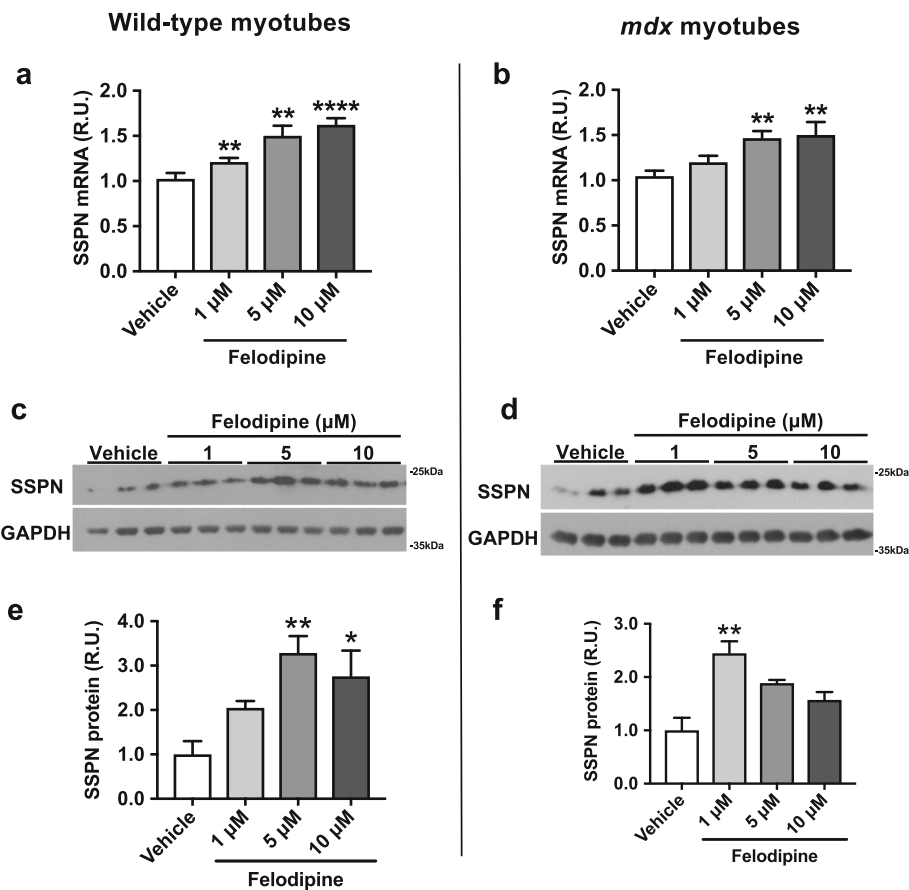 Wild-type myotubes
mdx myotubes
a
SSPN mRNA (R.U.)
2.0
1.5
1.0
0.5
0.0
**
**
****
Vehicle
1 µM
5 µM
10 µM
Felodipine
b
SSPN mRNA (R.U.)
2.0
1.5
1.0
0.5
0.0
**
**
Vehicle
1 µM
5 µM
10 µM
Felodipine
c
Felodipine (µM)
Vehicle 1 5 10
SSPN
-25kDa
GAPDH
-35kDa
d
Felodipine (µM)
Vehicle 1 5 10
SSPN
-25kDa
GAPDH
-35kDa
e
SSPN protein (R.U.)
4.0
3.0
2.0
1.0
0.0
**
*
Vehicle
1 µM
5 µM
10 µM
Felodipine
f
SSPN protein (R.U.)
3.0
2.0
1.0
0.0
**
Vehicle
1 µM
5 µM
10 µM
Felodipine